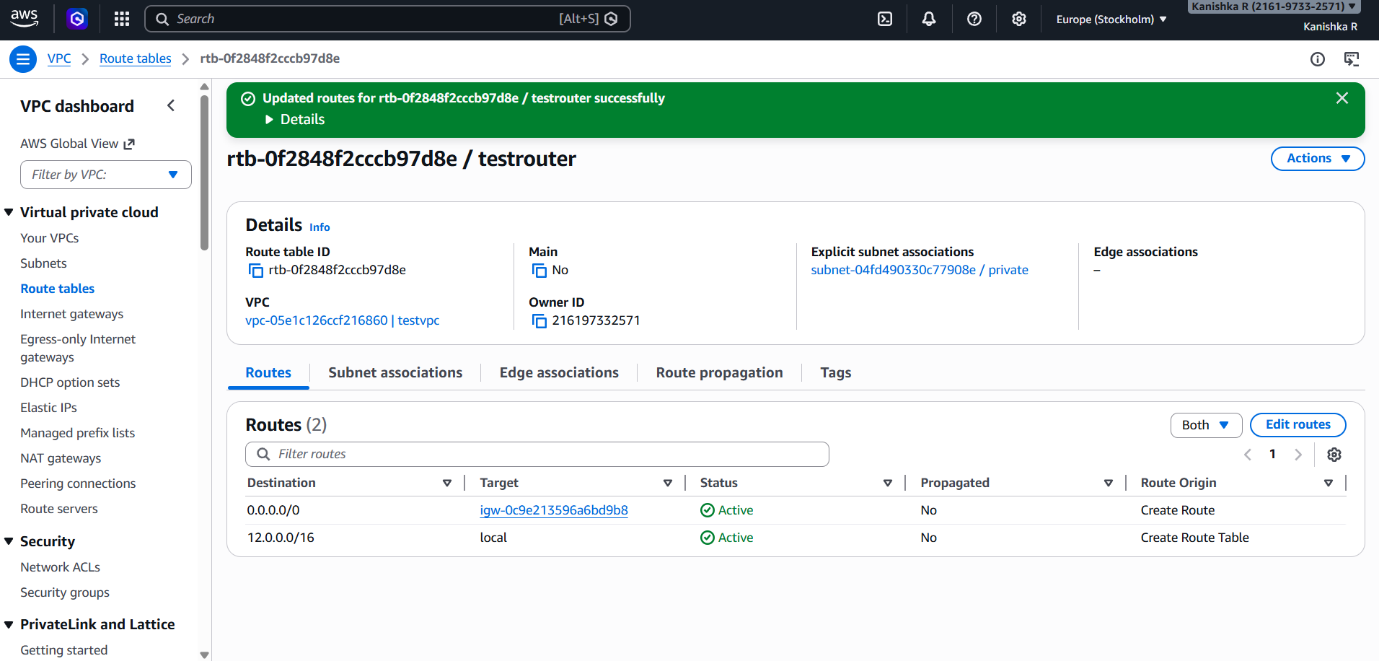 aws
Search
[Alt+S]
Europe (Stockholm)
Kanishka R (2161-9733-2571)
Kanishka R
VPC
Route tables
rtb-0f2848f2cccb97d8e
VPC dashboard
AWS Global View
Filter by VPC:
Virtual private cloud
Your VPCs
Subnets
Route tables
Internet gateways
Egress-only Internet
gateways
DHCP option sets
Elastic IPs
Managed prefix lists
NAT gateways
Peering connections
Route servers
Security
Network ACLs
Security groups
PrivateLink and Lattice
Getting started
Updated routes for rtb-0f2848f2cccb97d8e / testrouter successfully
Details
rtb-0f2848f2cccb97d8e / testrouter
Actions
Details Info
Route table ID
rtb-0f2848f2cccb97d8e
VPC
vpc-05e1c126ccf216860 | testvpc
Main
No
Owner ID
216197332571
Explicit subnet associations
subnet-04fd490330c77908e / private
Edge associations
–
Routes
Subnet associations
Edge associations
Route propagation
Tags
Routes (2)
Both
Edit routes
Filter routes
1
Destination Target Status Propagated Route Origin
0.0.0.0/0 igw-0c9e213596a6bd9b8 Active No Create Route
12.0.0.0/16 local Active No Create Route Table